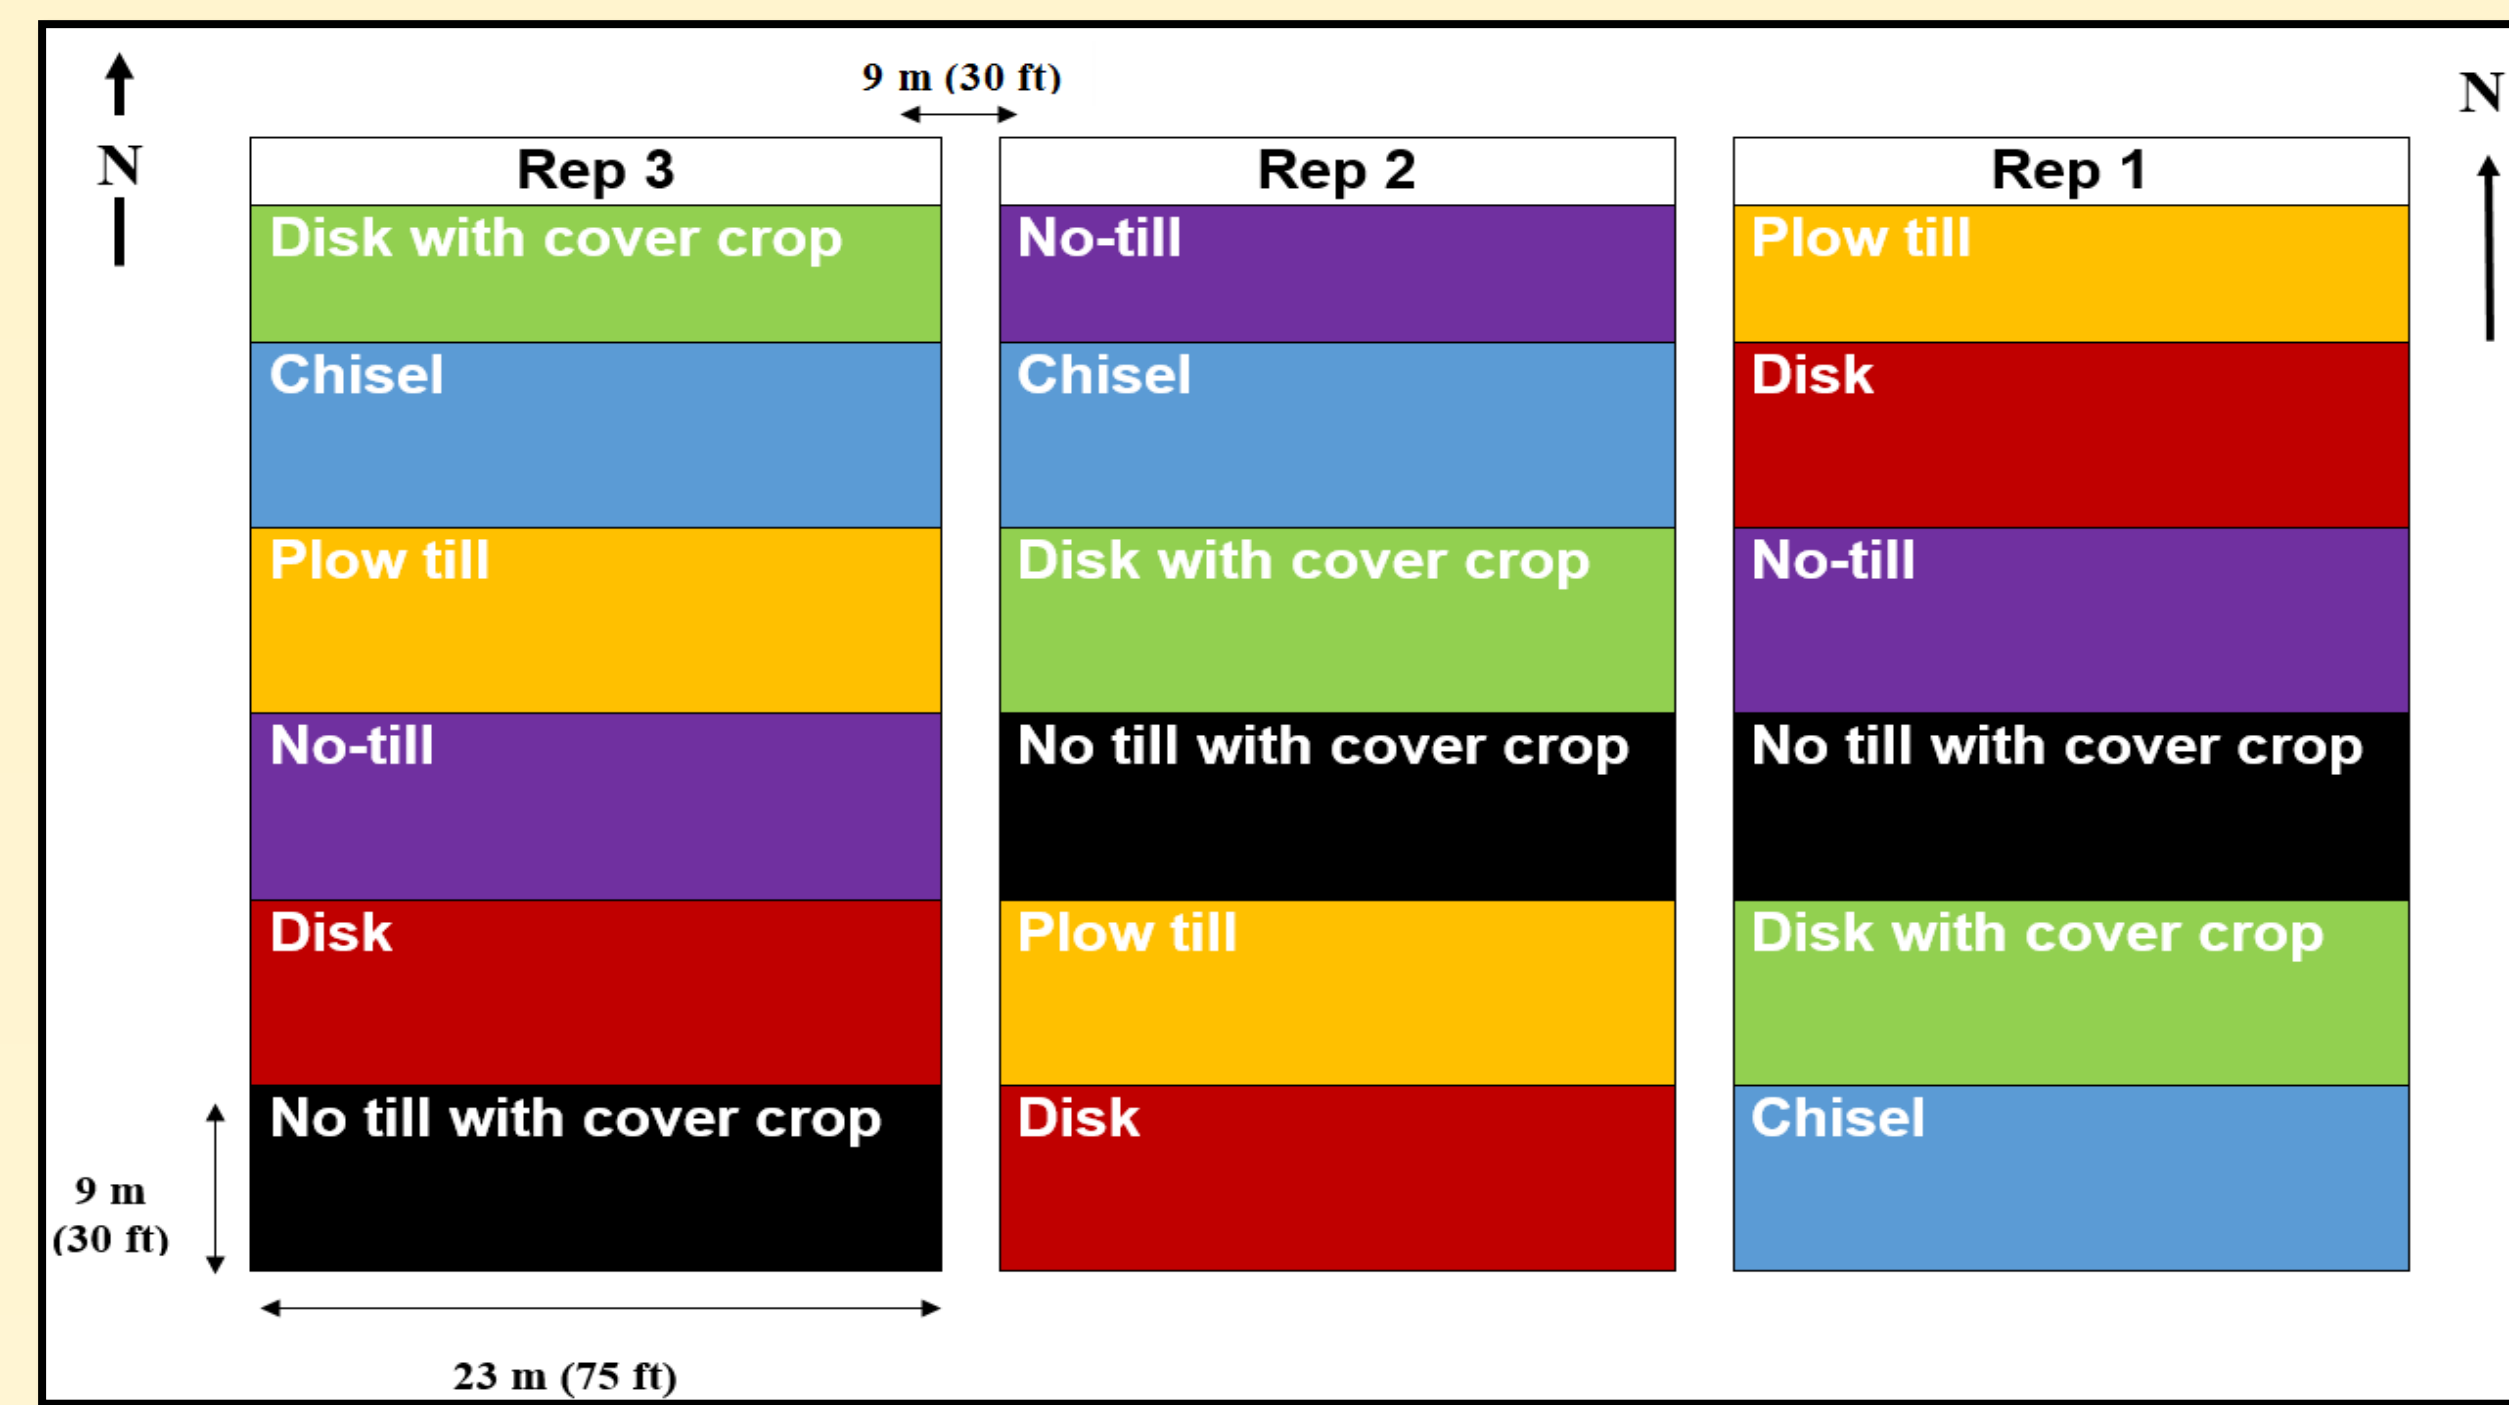 9 m (30 ft)
N
N
Rep 3
Disk with cover crop
Chisel
Plow till
No-till
Disk
No till with cover crop
Rep 2
No-till
Chisel
Disk with cover crop
No till with cover crop
Plow till
Disk
Rep 1
Plow till
Disk
No-till
No till with cover crop
Disk with cover crop
Chisel
9 m
(30 ft)
23 m (75 ft)